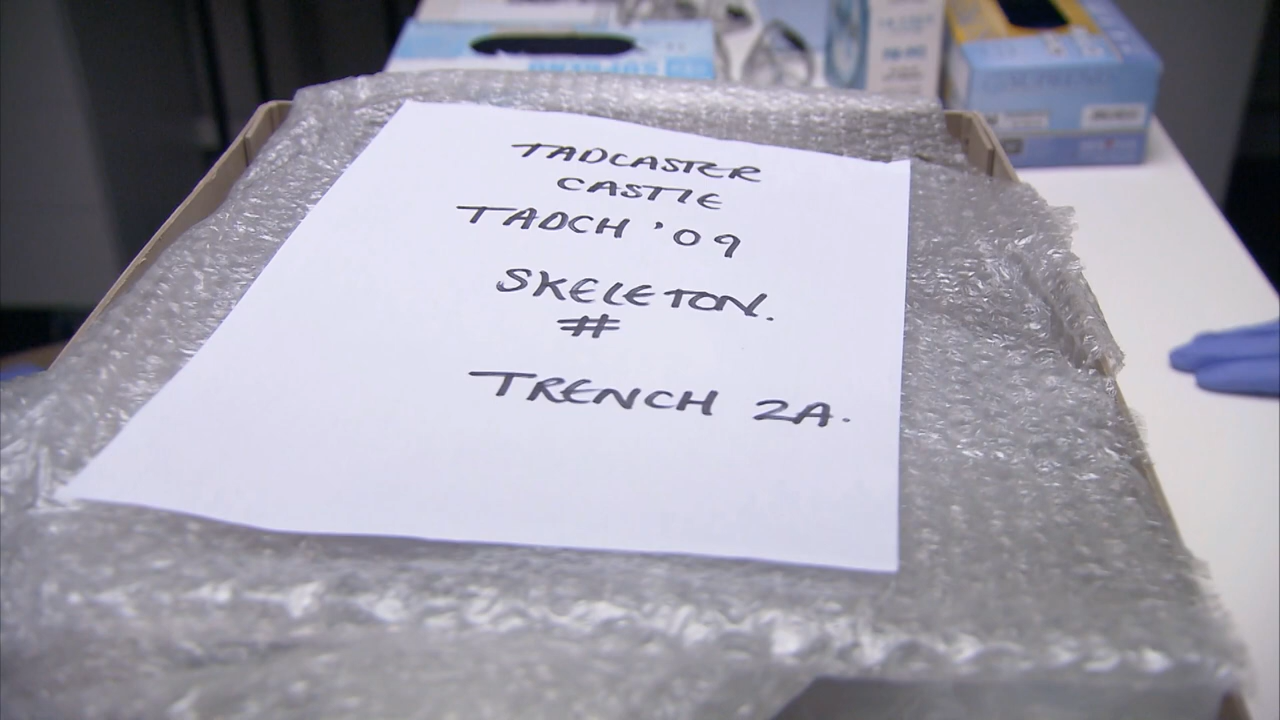 TADCASTER
CASTLE
TADCH '09
SKELETON.
#
TRENCH 2A.